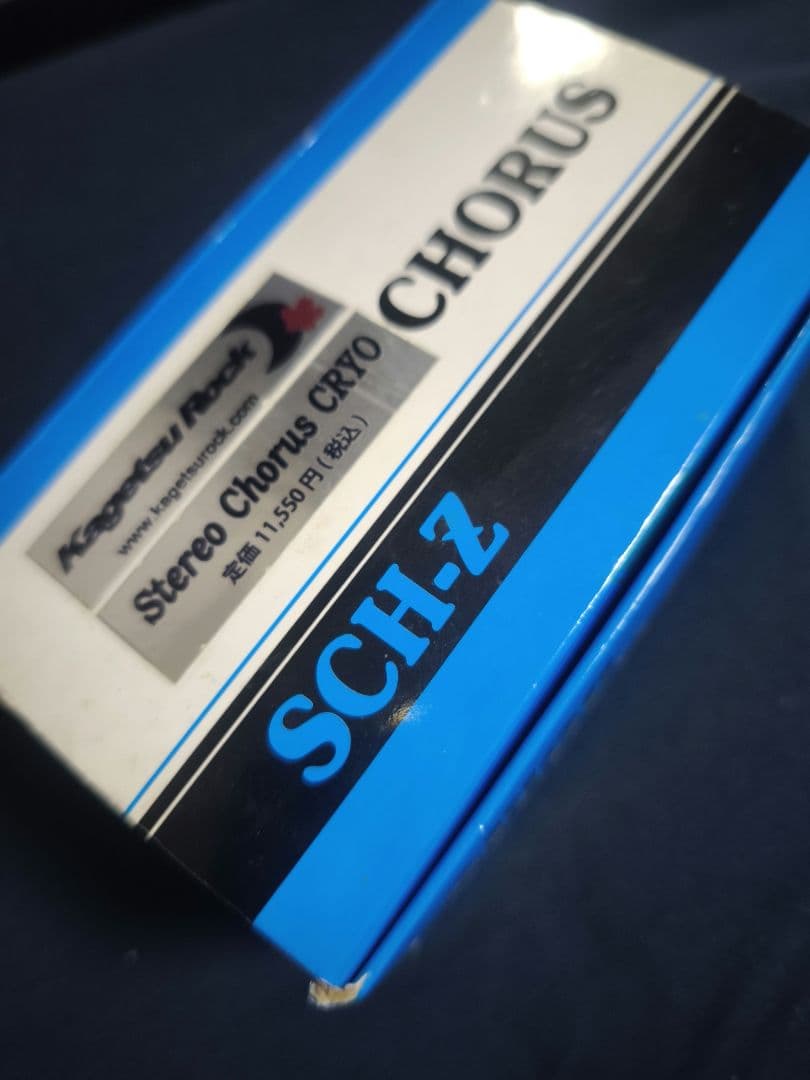 CHORUS
Kagetsu Rock
www.kagetsurock.com
Stereo Chorus CRYO
定価11,550円(税込)
SCH-Z